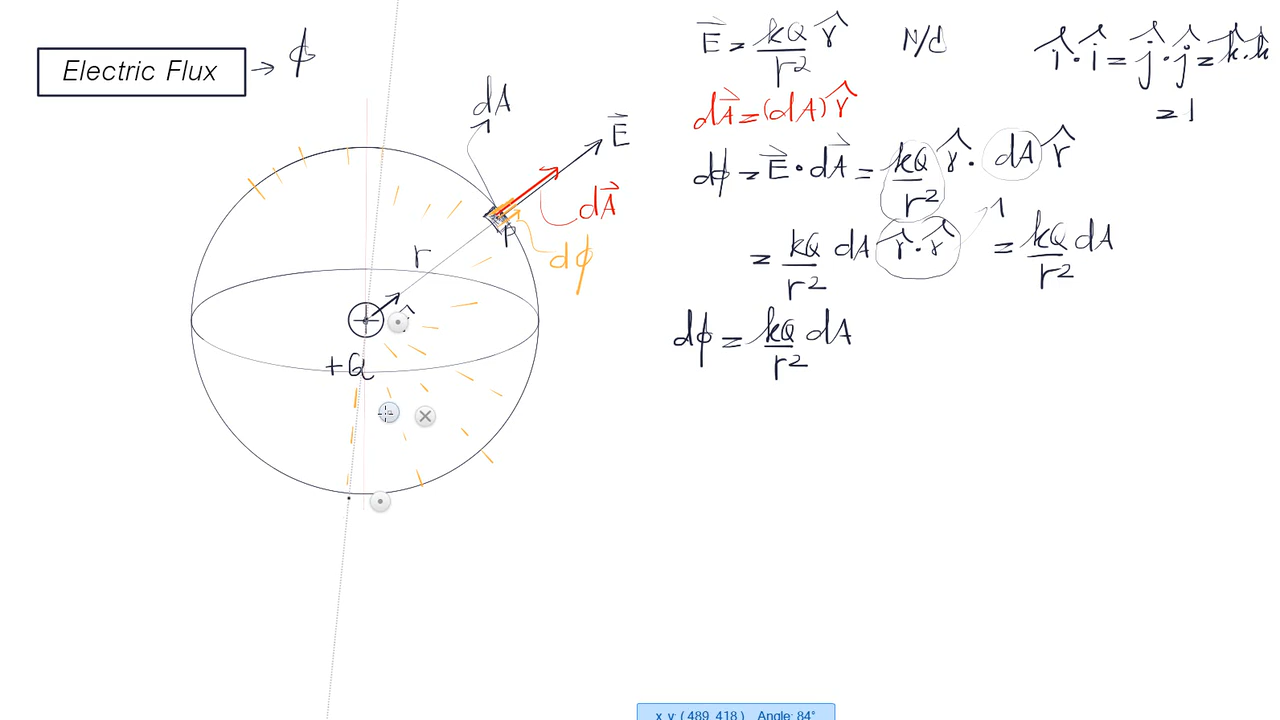 Electric Flux → ϕ
dA
E⃗
dA⃗
P
dϕ
r
+Q
E⃗ = kQ/r² r̂ N/C
î·î = ĵ·ĵ = k̂·k̂
= 1
dA⃗ = (dA) r̂
dϕ = E⃗ · dA⃗ = kQ/r² r̂ · dA r̂
= kQ/r² dA r̂·r̂ 1 = kQ/r² dA
dϕ = kQ/r² dA
x, y: ( 489, 418 ) Angle: 84°